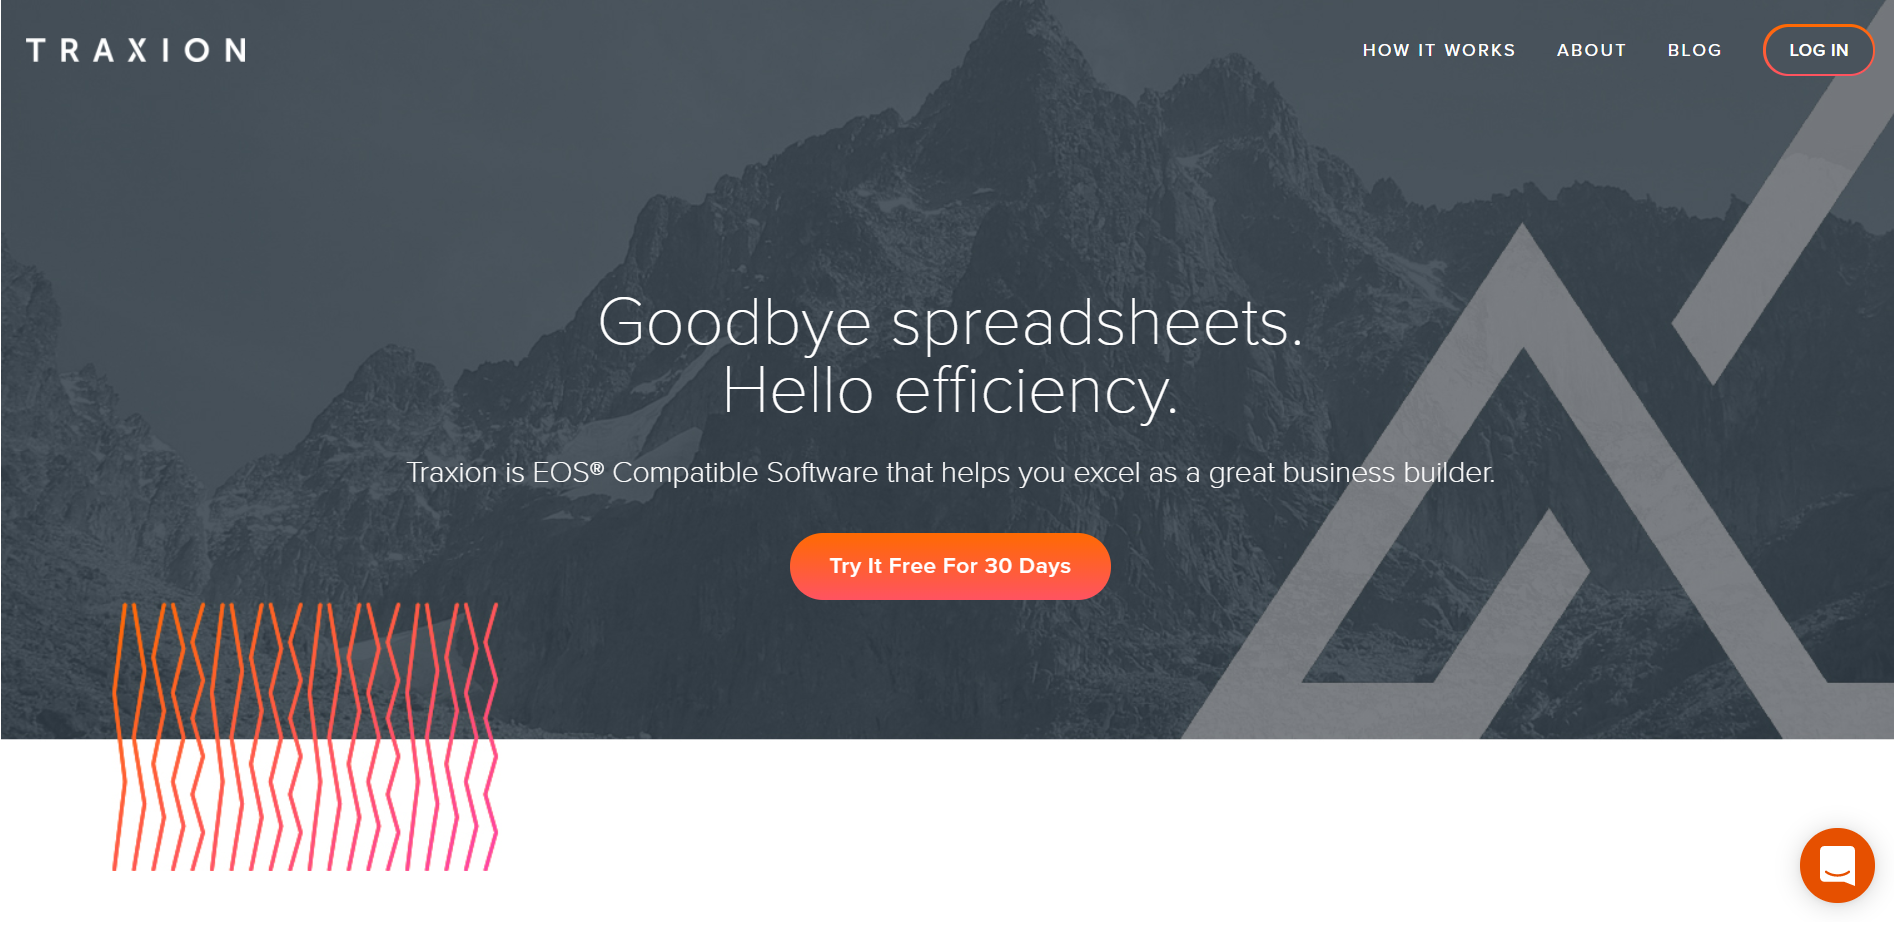 TRAXION
HOW IT WORKS
ABOUT
BLOG
LOG IN
Goodbye spreadsheets.
Hello efficiency.
Traxion is EOS® Compatible Software that helps you excel as a great business builder.
Try It Free For 30 Days